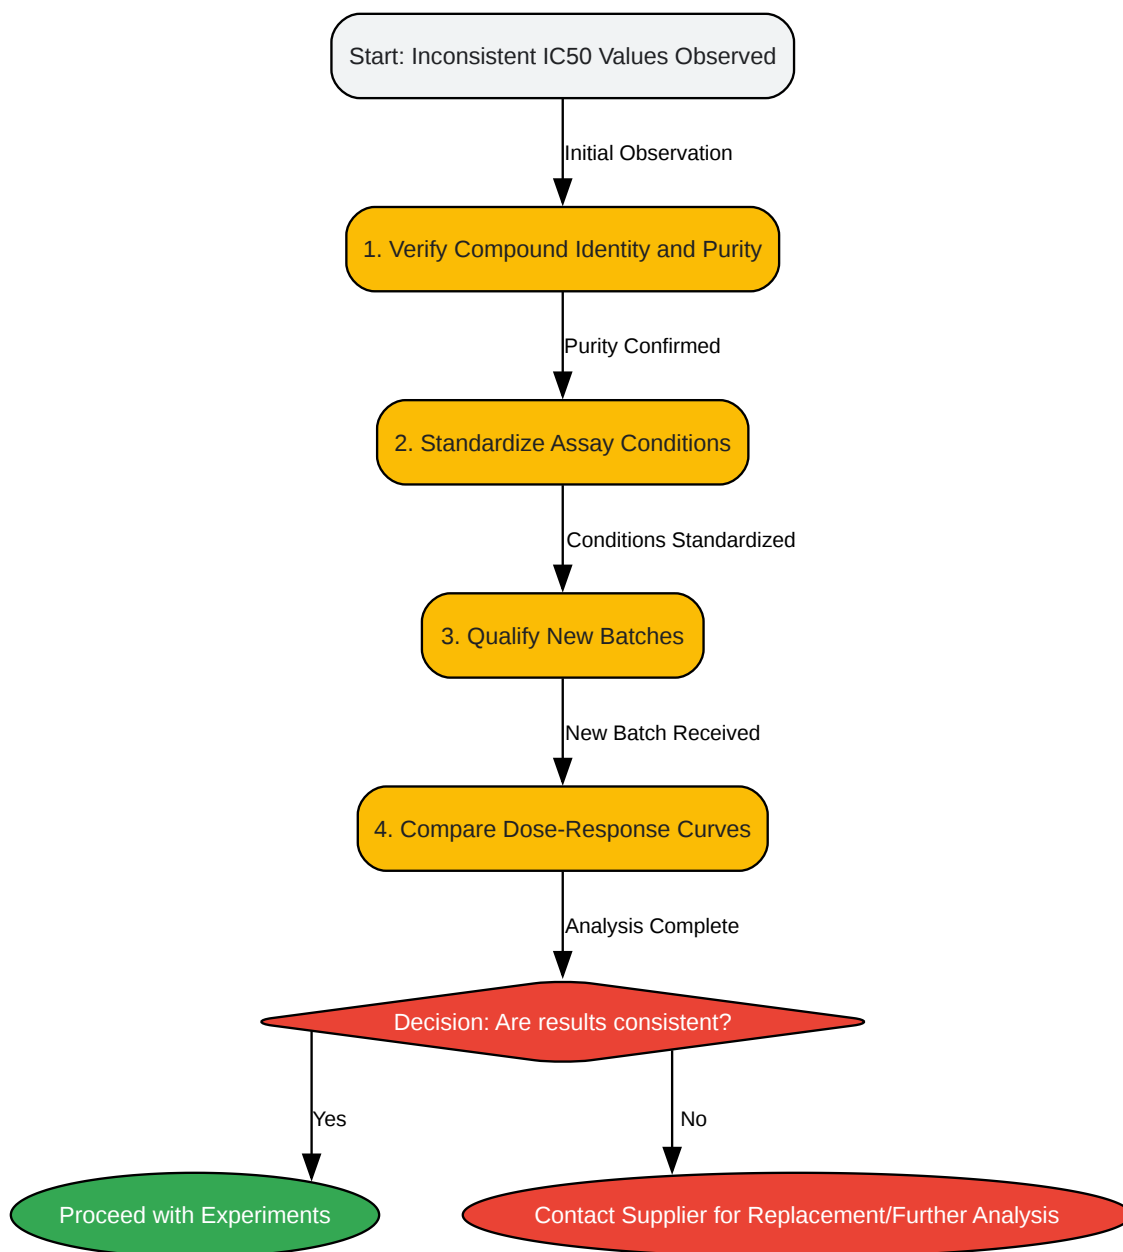 Start: Inconsistent IC50 Values Observed
Initial Observation
1. Verify Compound Identity and Purity
Purity Confirmed
2. Standardize Assay Conditions
Conditions Standardized
3. Qualify New Batches
New Batch Received
4. Compare Dose-Response Curves
Analysis Complete
Decision: Are results consistent?
Yes
No
Proceed with Experiments
Contact Supplier for Replacement/Further Analysis